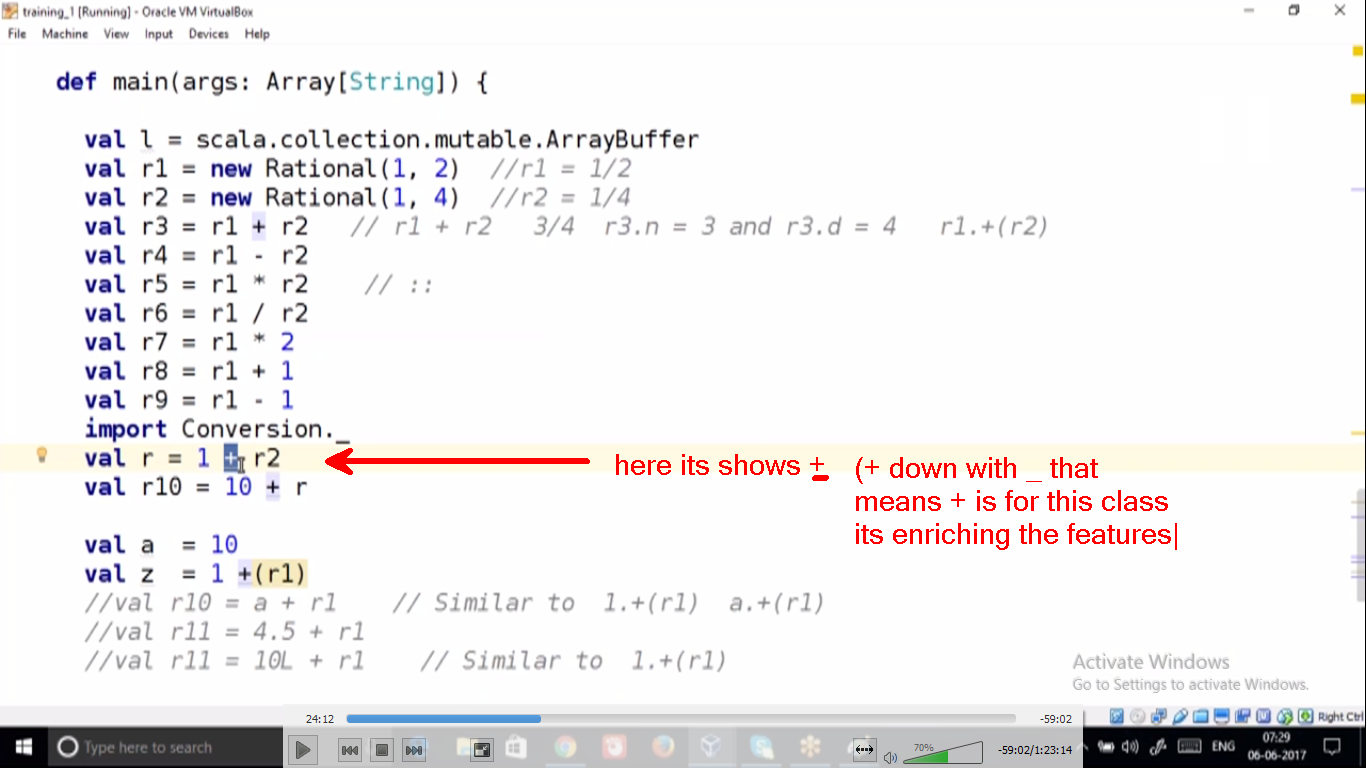 training_1 [Running] - Oracle VM VirtualBox
File Machine View Input Devices Help
def main(args: Array[String]) {
val l = scala.collection.mutable.ArrayBuffer
val r1 = new Rational(1, 2) //r1 = 1/2
val r2 = new Rational(1, 4) //r2 = 1/4
val r3 = r1 + r2 // r1 + r2 3/4 r3.n = 3 and r3.d = 4 r1.+(r2)
val r4 = r1 - r2
val r5 = r1 * r2 // ::
val r6 = r1 / r2
val r7 = r1 * 2
val r8 = r1 + 1
val r9 = r1 - 1
import Conversion._
val r = 1 + r2
here its shows +
(+ down with _ that
means + is for this class
its enriching the features
val r10 = 10 + r
val a = 10
val z = 1 +(r1)
//val r10 = a + r1 // Similar to 1.+(r1) a.+(r1)
//val r11 = 4.5 + r1
//val r11 = 10L + r1 // Similar to 1.+(r1)
Activate Windows
Go to Settings to activate Windows.
Right Ctrl
24:12
-59:02
Type here to search
70%
-59:02/1:23:14
ENG
07:29
06-06-2017